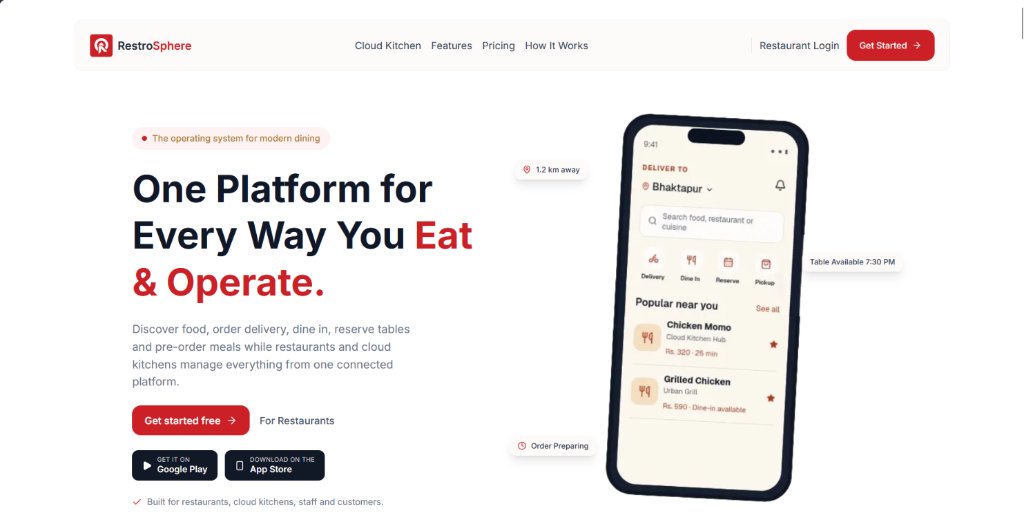 RestroSphere
Cloud Kitchen Features Pricing How It Works
Restaurant Login
Get Started →
The operating system for modern dining
One Platform for
Every Way You Eat
& Operate.
Discover food, order delivery, dine in, reserve tables
and pre-order meals while restaurants and cloud
kitchens manage everything from one connected
platform.
Get started free →
For Restaurants
GET IT ON
Google Play
DOWNLOAD ON THE
App Store
Built for restaurants, cloud kitchens, staff and customers.
1.2 km away
9:41
DELIVER TO
Bhaktapur
Search food, restaurant or
cuisine
Delivery Dine In Reserve Pickup
Table Available 7:30 PM
Popular near you
See all
Chicken Momo
Cloud Kitchen Hub
Rs. 320 · 25 min
Grilled Chicken
Urban Grill
Rs. 590 · Dine-in available
Order Preparing